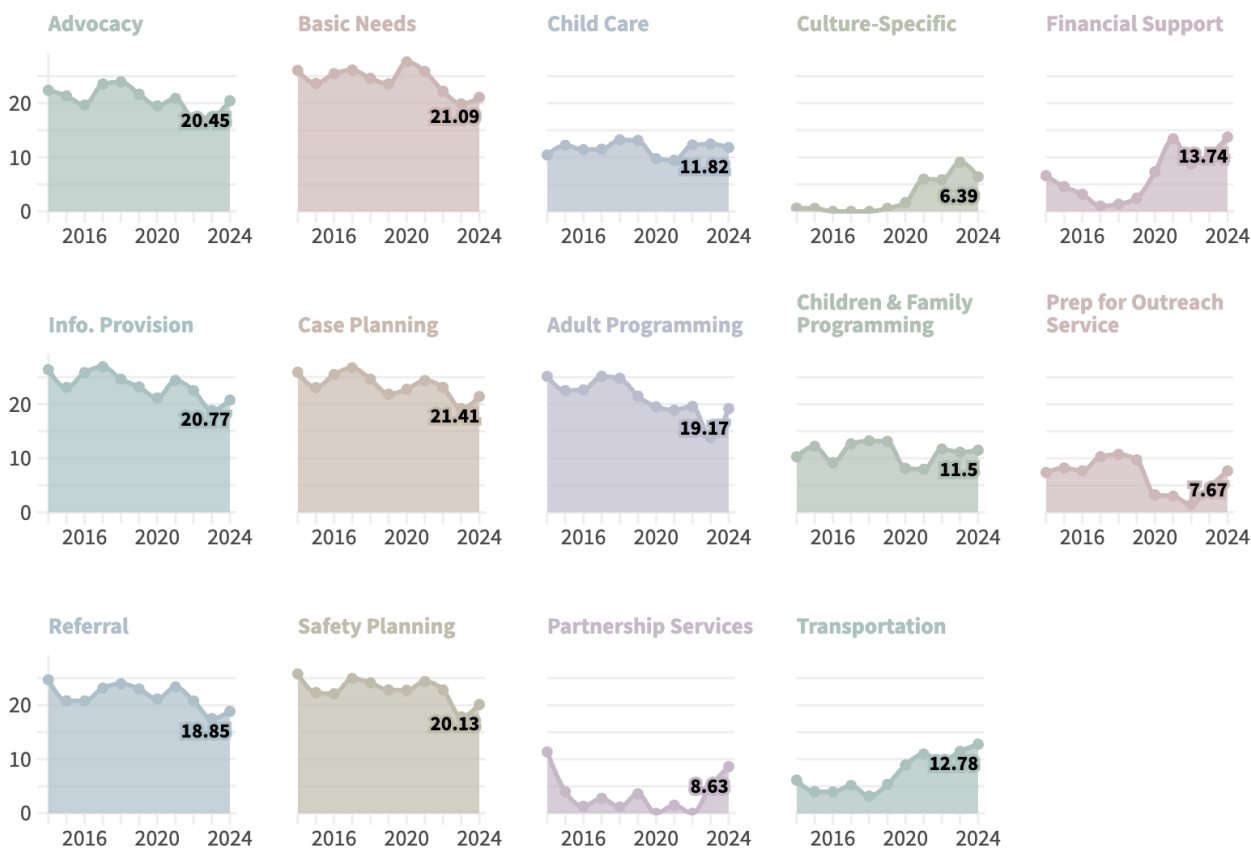 Advocacy
Basic Needs
Child Care
Culture-Specific
Financial Support
20
10
0
20.45
21.09
11.82
6.39
13.74
2016 2020 2024
2016 2020 2024
2016 2020 2024
2016 2020 2024
2016 2020 2024
Info. Provision
Case Planning
Adult Programming
Children & Family
Programming
Prep for Outreach
Service
20
10
0
20.77
21.41
19.17
11.5
7.67
2016 2020 2024
2016 2020 2024
2016 2020 2024
2016 2020 2024
2016 2020 2024
Referral
Safety Planning
Partnership Services
Transportation
20
10
0
18.85
20.13
8.63
12.78
2016 2020 2024
2016 2020 2024
2016 2020 2024
2016 2020 2024